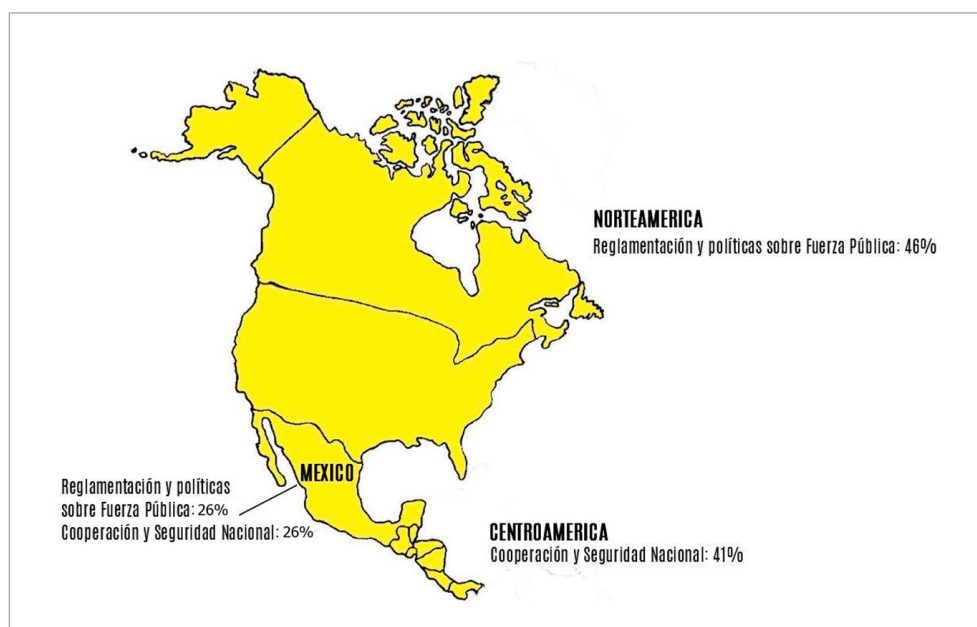 NORTEAMERICA
Reglamentación y políticas sobre Fuerza Pública: 46%
MEXICO
Reglamentación y políticas
sobre Fuerza Pública: 26%
Cooperación y Seguridad Nacional: 26%
CENTROAMERICA
Cooperación y Seguridad Nacional: 41%